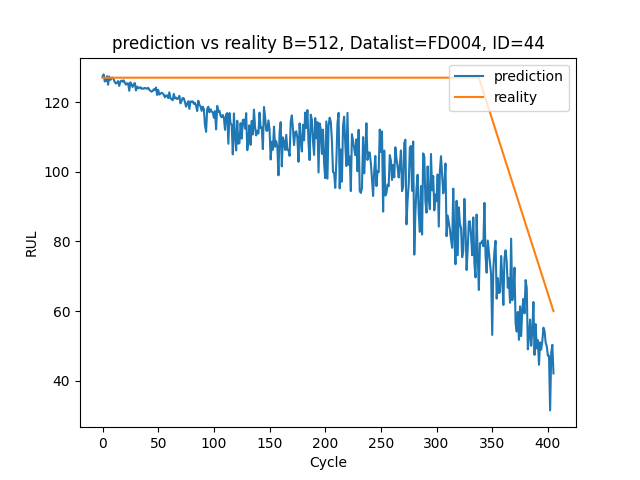 prediction vs reality B=512, Datalist=FD004, ID=44
prediction
reality
120
100
80
60
40
RUL
0 50 100 150 200 250 300 350 400
Cycle